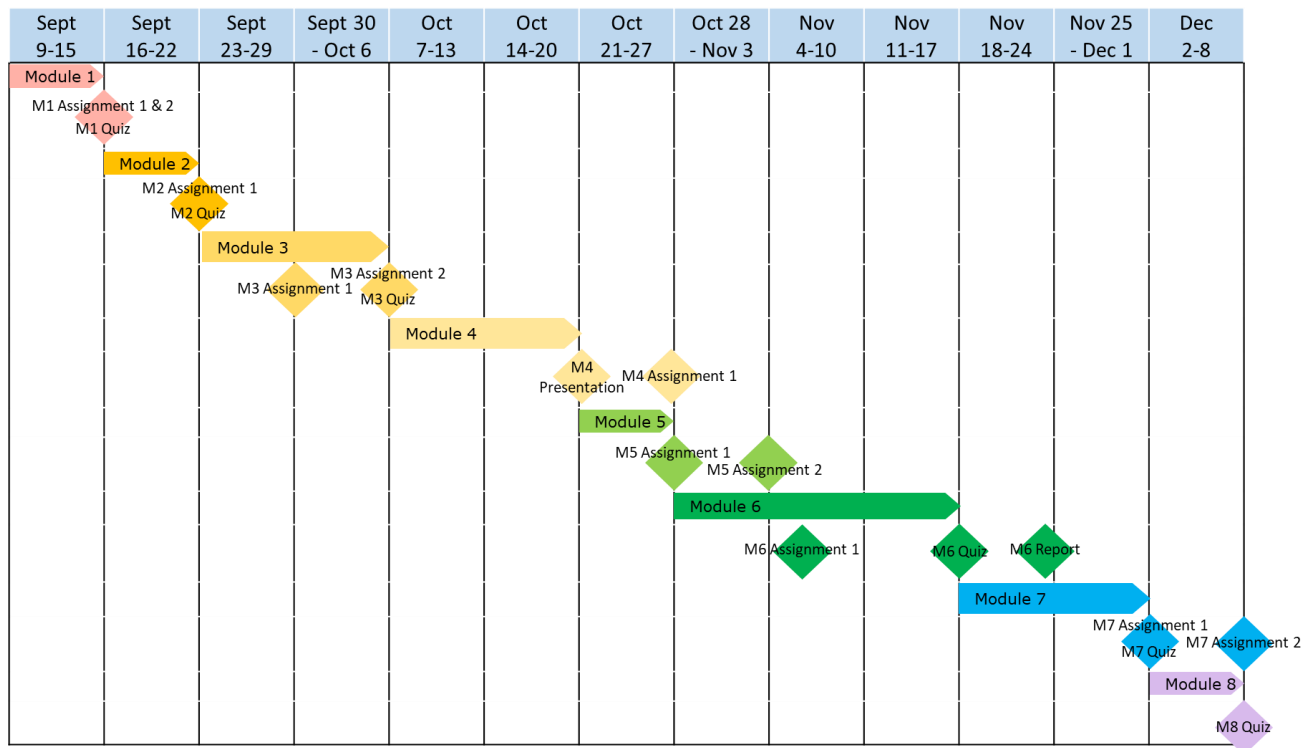 Sept 9-15
Sept 16-22
Sept 23-29
Sept 30 - Oct 6
Oct 7-13
Oct 14-20
Oct 21-27
Oct 28 - Nov 3
Nov 4-10
Nov 11-17
Nov 18-24
Nov 25 - Dec 1
Dec 2-8
Module 1
M1 Assignment 1 & 2
M1 Quiz
Module 2
M2 Assignment 1
M2 Quiz
Module 3
M3 Assignment 1
M3 Assignment 2
M3 Quiz
Module 4
M4
Presentation
M4 Assignment 1
Module 5
M5 Assignment 1
M5 Assignment 2
Module 6
M6 Assignment 1
M6 Quiz
M6 Report
Module 7
M7 Assignment 1
M7 Quiz
M7 Assignment 2
Module 8
M8 Quiz